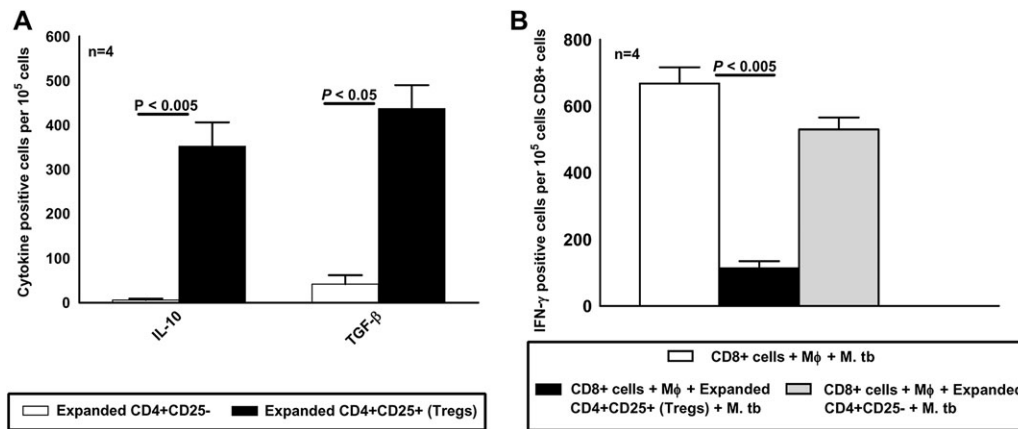 A
n=4
Cytokine positive cells per 10⁵ cells
600
500
400
300
200
100
0
P < 0.005
P < 0.05
IL-10
TGF-β
Expanded CD4+CD25-
Expanded CD4+CD25+ (Tregs)
B
n=4
IFN-γ positive cells per 10⁵ cells CD8+ cells
800
600
400
200
0
P < 0.005
CD8+ cells + Mϕ + M. tb
CD8+ cells + Mϕ + Expanded
CD4+CD25+ (Tregs) + M. tb
CD8+ cells + Mϕ + Expanded
CD4+CD25- + M. tb